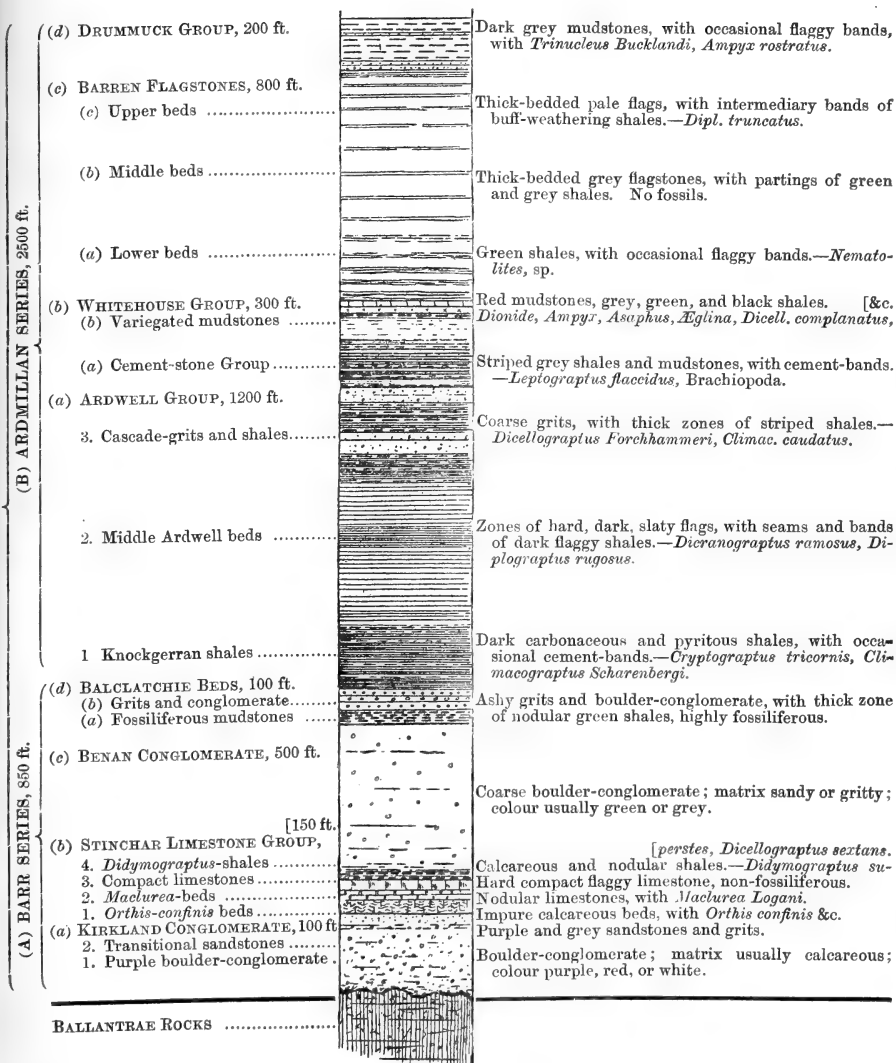 (d) DRUMMUCK GROUP, 200 ft.
Dark grey mudstones, with occasional flaggy bands,
with Trinucleus Bucklandi, Ampyx rostratus.
(c) BARREN FLAGSTONES, 800 ft.
(c) Upper beds
Thick-bedded pale flags, with intermediary bands of
buff-weathering shales.—Dipl. truncatus.
(b) Middle beds
Thick-bedded grey flagstones, with partings of green
and grey shales. No fossils.
(a) Lower beds
Green shales, with occasional flaggy bands.—Nemato-
lites, sp.
(b) WHITEHOUSE GROUP, 300 ft.
(b) Variegated mudstones
Red mudstones, grey, green, and black shales. [&c.
Dionide, Ampyx, Asaphus, Æglina, Dicell. complanatus,
(a) Cement-stone Group
Striped grey shales and mudstones, with cement-bands.
—Leptograptus flaccidus, Brachiopoda.
(a) ARDWELL GROUP, 1200 ft.
3. Cascade-grits and shales
Coarse grits, with thick zones of striped shales.—
Dicellograptus Forchhammeri, Climac. caudatus.
2. Middle Ardwell beds
Zones of hard, dark, slaty flags, with seams and bands
of dark flaggy shales.—Dicranograptus ramosus, Di-
plograptus rugosus.
1 Knockgerran shales
Dark carbonaceous and pyritous shales, with occa-
sional cement-bands.—Cryptograptus tricornis, Cli-
macograptus Scharenbergi.
(B) ARDMILLAN SERIES, 2500 ft.
(d) BALCLATCHIE BEDS, 100 ft.
(b) Grits and conglomerate
(a) Fossiliferous mudstones
Ashy grits and boulder-conglomerate, with thick zone
of nodular green shales, highly fossiliferous.
(c) BENAN CONGLOMERATE, 500 ft.
Coarse boulder-conglomerate; matrix sandy or gritty;
colour usually green or grey.
[150 ft.
(b) STINCHAR LIMESTONE GROUP,
[perstes, Dicellograptus sextans.
4. Didymograptus-shales
Calcareous and nodular shales.—Didymograptus su-
3. Compact limestones
Hard compact flaggy limestone, non-fossiliferous.
2. Maclurea-beds
Nodular limestones, with Maclurea Logani.
1. Orthis-confinis beds
Impure calcareous beds, with Orthis confinis &c.
(a) KIRKLAND CONGLOMERATE, 100 ft
2. Transitional sandstones
Purple and grey sandstones and grits.
1. Purple boulder-conglomerate
Boulder-conglomerate; matrix usually calcareous;
colour purple, red, or white.
(A) BARR SERIES, 850 ft.
BALLANTRAE ROCKS